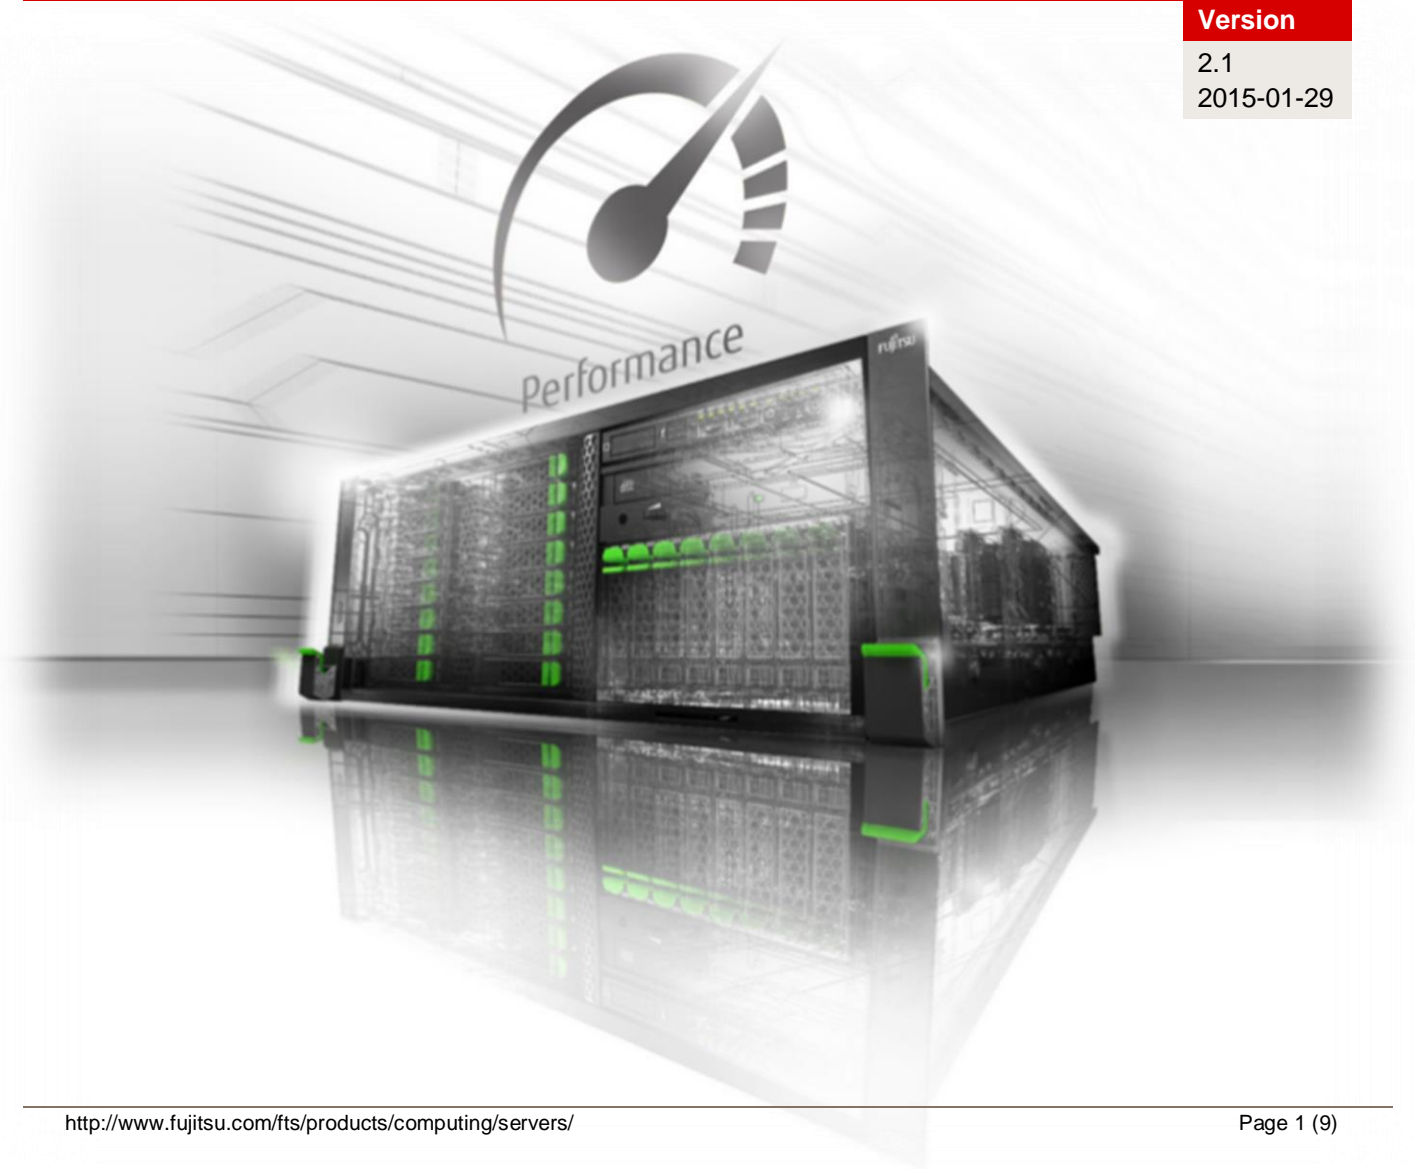 Version
2.1
2015-01-29
Performance
FUJITSU
http://www.fujitsu.com/fts/products/computing/servers/
Page 1 (9)